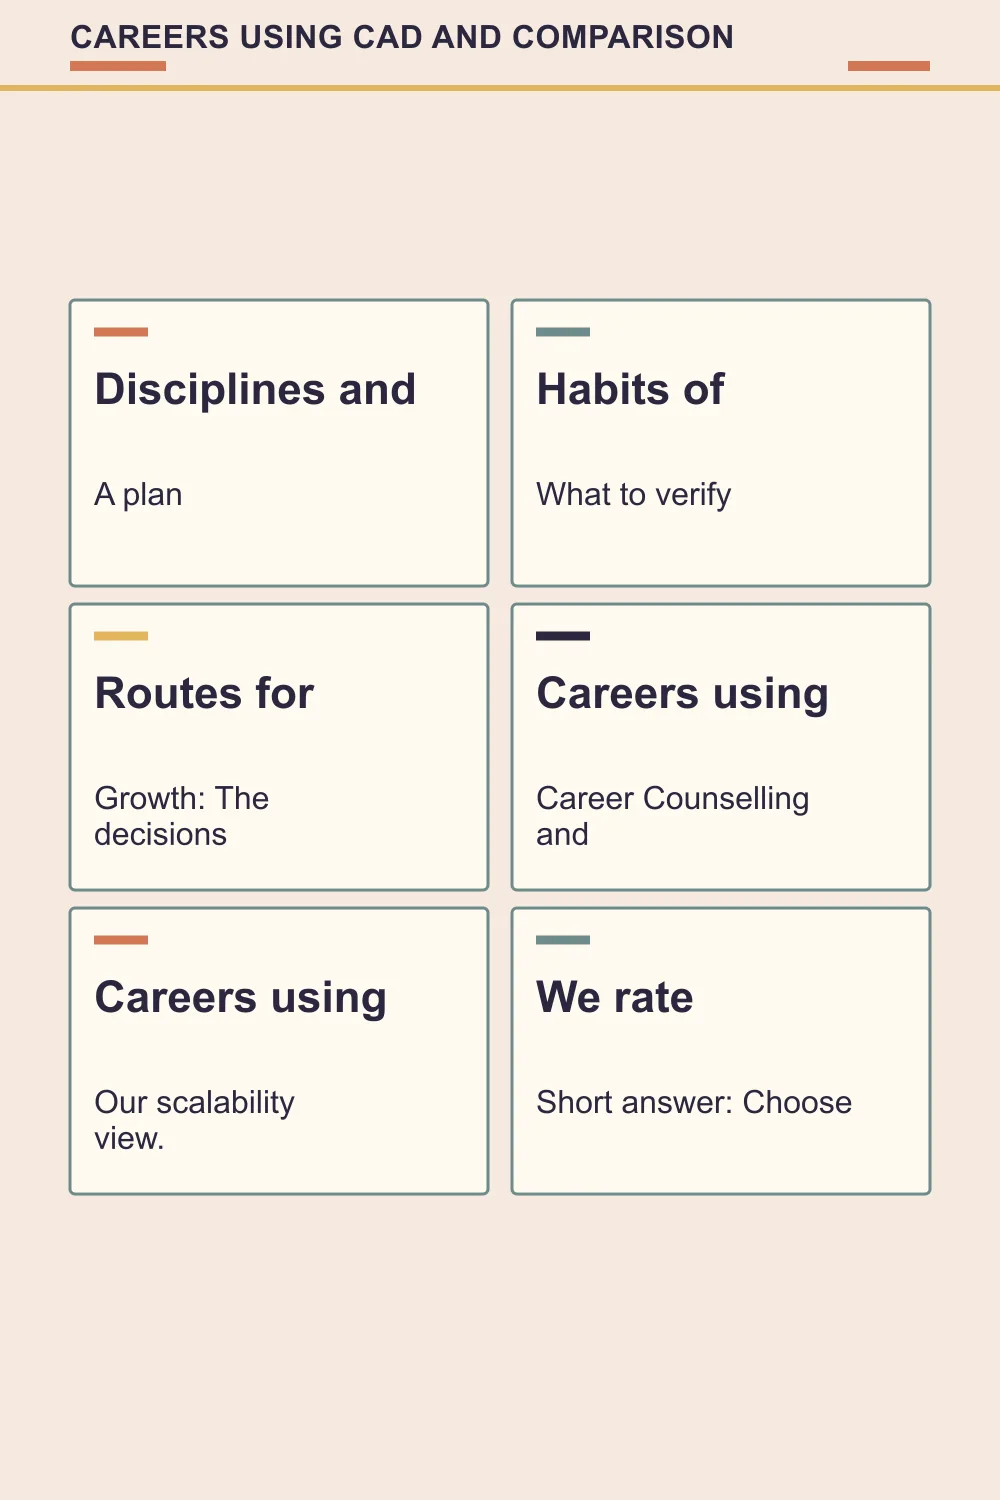 CAREERS USING CAD AND COMPARISON
Disciplines and
A plan
Habits of
What to verify
Routes for
Growth: The
decisions
Careers using
Career Counselling
and
Careers using
Our scalability
view.
We rate
Short answer: Choose